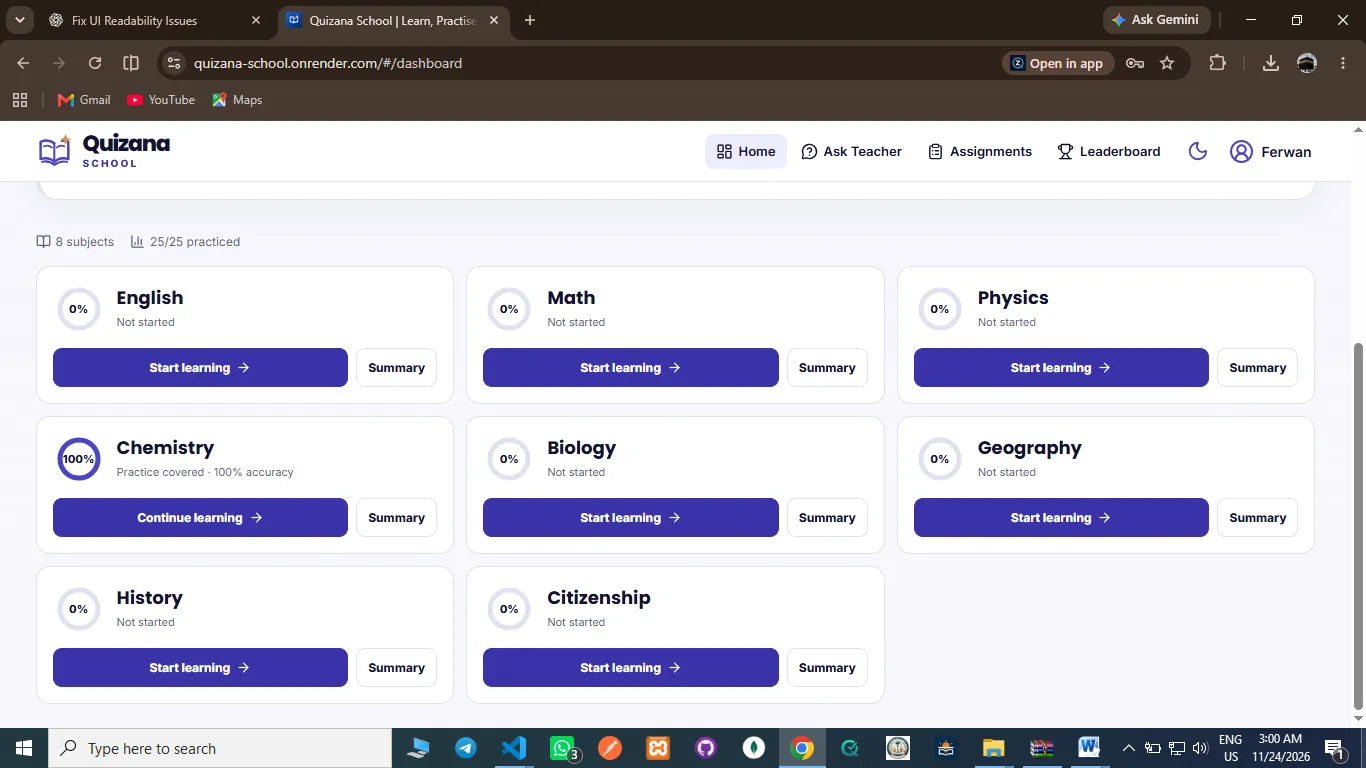 Fix UI Readability Issues
Quizana School | Learn, Practise
Ask Gemini
quizana-school.onrender.com/#/dashboard
Open in app
Gmail
YouTube
Maps
Quizana
SCHOOL
Home
Ask Teacher
Assignments
Leaderboard
Ferwan
8 subjects
25/25 practiced
0%
English
Not started
Start learning →
Summary
0%
Math
Not started
Start learning →
Summary
0%
Physics
Not started
Start learning →
Summary
100%
Chemistry
Practice covered · 100% accuracy
Continue learning →
Summary
0%
Biology
Not started
Start learning →
Summary
0%
Geography
Not started
Start learning →
Summary
0%
History
Not started
Start learning →
Summary
0%
Citizenship
Not started
Start learning →
Summary
Type here to search
3
ENG
US
3:00 AM
11/24/2026
1